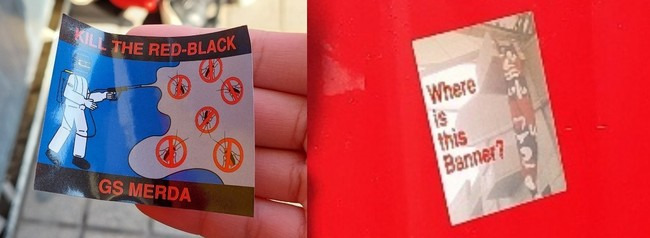 KILL THE RED-BLACK
GS MERDA
Where
is
this
Banner?